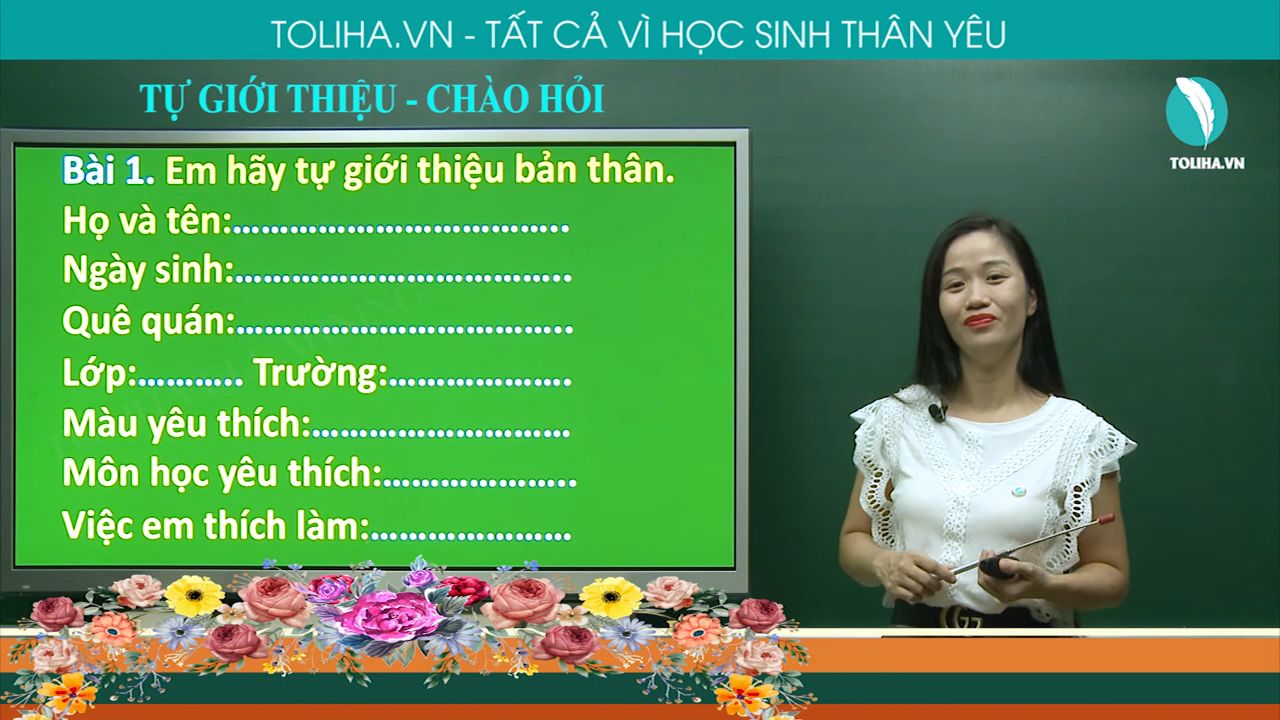 TOLIHA.VN - TẤT CẢ VÌ HỌC SINH THÂN YÊU
TỰ GIỚI THIỆU - CHÀO HỎI
TOLIHA.VN
Bài 1. Em hãy tự giới thiệu bản thân.
Họ và tên:......................................
Ngày sinh:......................................
Quê quán:......................................
Lớp:............ Trường:.....................
Màu yêu thích:..............................
Môn học yêu thích:......................
Việc em thích làm:.......................